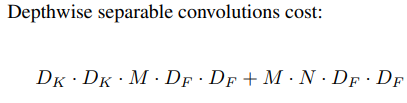 Depthwise separable convolutions cost:
D_K · D_K · M · D_F · D_F + M · N · D_F · D_F